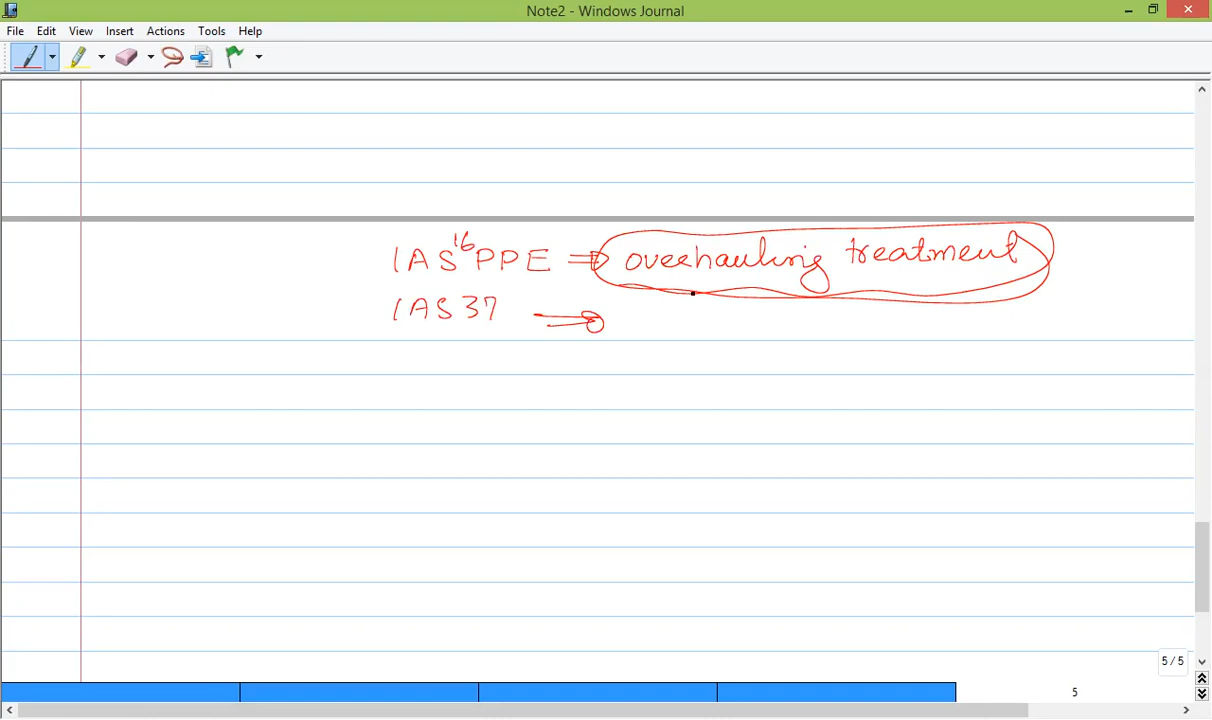 Note2 - Windows Journal
File Edit View Insert Actions Tools Help
IAS 16 PPE ⇒ overhauling treatment
IAS 37 →
5 / 5
5